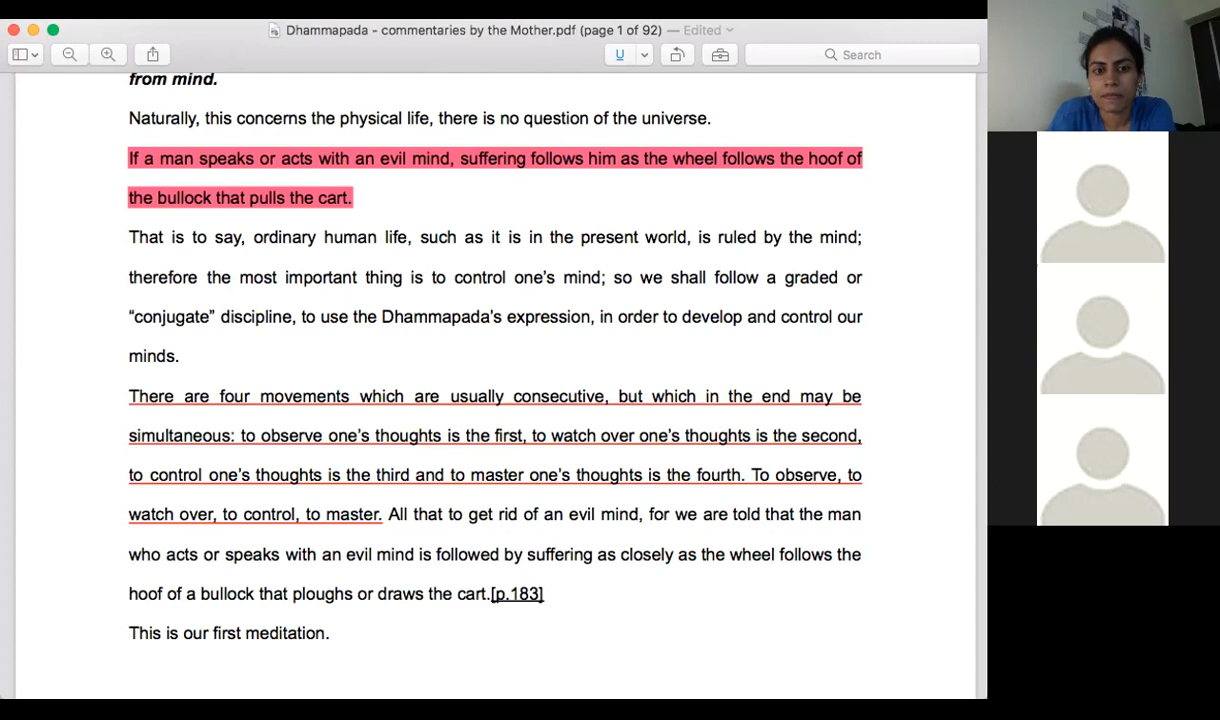 Dhammapada - commentaries by the Mother.pdf (page 1 of 92) — Edited
Search
from mind.
Naturally, this concerns the physical life, there is no question of the universe.
If a man speaks or acts with an evil mind, suffering follows him as the wheel follows the hoof of
the bullock that pulls the cart.
That is to say, ordinary human life, such as it is in the present world, is ruled by the mind;
therefore the most important thing is to control one's mind; so we shall follow a graded or
“conjugate” discipline, to use the Dhammapada's expression, in order to develop and control our
minds.
There are four movements which are usually consecutive, but which in the end may be
simultaneous: to observe one's thoughts is the first, to watch over one's thoughts is the second,
to control one's thoughts is the third and to master one's thoughts is the fourth. To observe, to
watch over, to control, to master. All that to get rid of an evil mind, for we are told that the man
who acts or speaks with an evil mind is followed by suffering as closely as the wheel follows the
hoof of a bullock that ploughs or draws the cart.[p.183]
This is our first meditation.